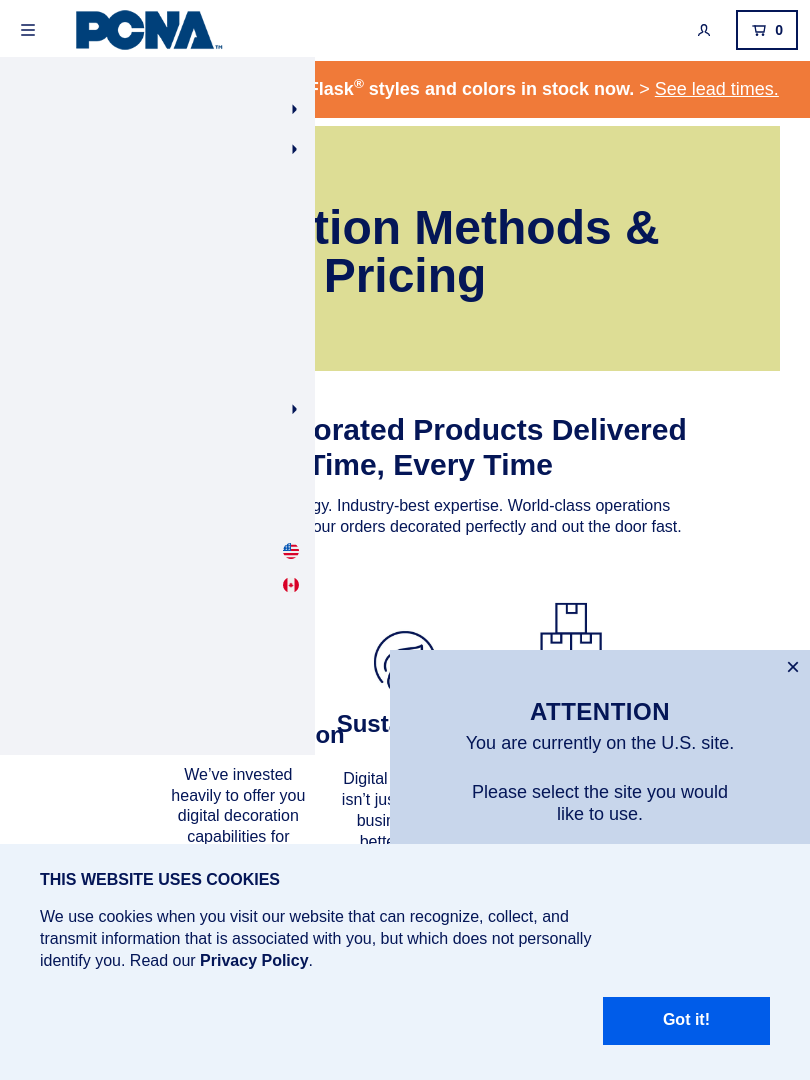 PCNA™
0
Flask® styles and colors in stock now. > See lead times.
tion Methods &
Pricing
orated Products Delivered
Time, Every Time
gy. Industry-best expertise. World-class operations
our orders decorated perfectly and out the door fast.
on
We’ve invested
heavily to offer you
digital decoration
capabilities for
Susta
Digital
isn’t jus
busin
bette
ATTENTION
You are currently on the U.S. site.
Please select the site you would
like to use.
THIS WEBSITE USES COOKIES
We use cookies when you visit our website that can recognize, collect, and
transmit information that is associated with you, but which does not personally
identify you. Read our Privacy Policy.
Got it!